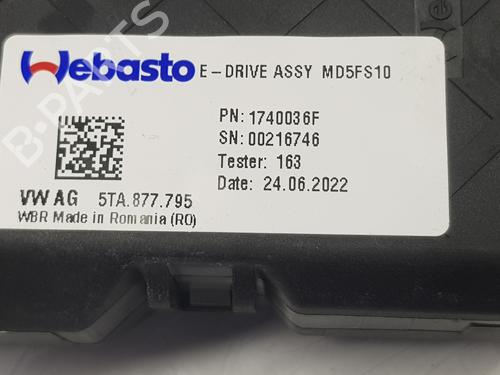 Webasto E-DRIVE ASSY MD5FS10
PN: 1740036F
SN: 00216746
Tester: 163
Date: 24.06.2022
VW AG 5TA.877.795
WBR Made in Romania (RO)
B-PARTS